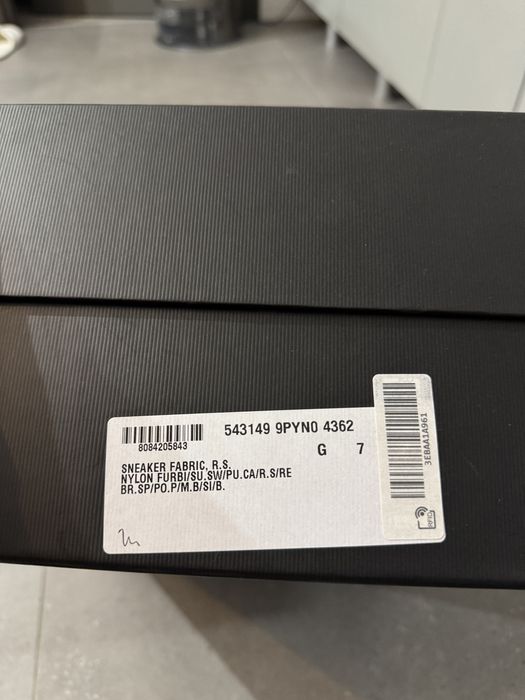 543149 9PYN0 4362
8084205843
G 7
SNEAKER FABRIC, R.S.
NYLON FURBI/SU.SW/PU.CA/R.S/RE
BR.SP/PO.P/M.B/SI/B.
3EBAA1A961
RFID